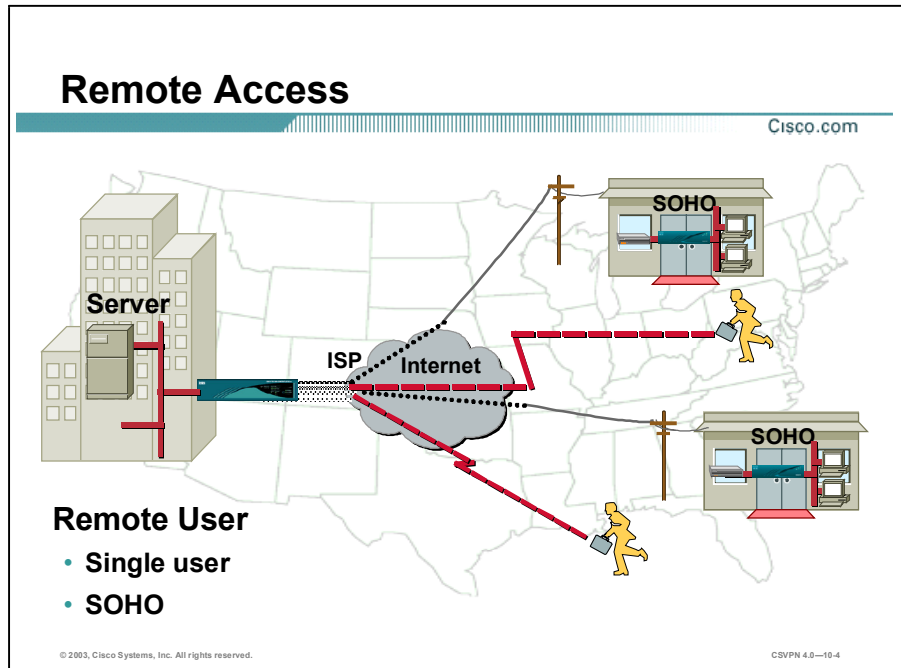 Remote Access
Cisco.com
SOHO
Server
ISP
Internet
SOHO
Remote User
• Single user
• SOHO
© 2003, Cisco Systems, Inc. All rights reserved.
CSVPN 4.0—10-4